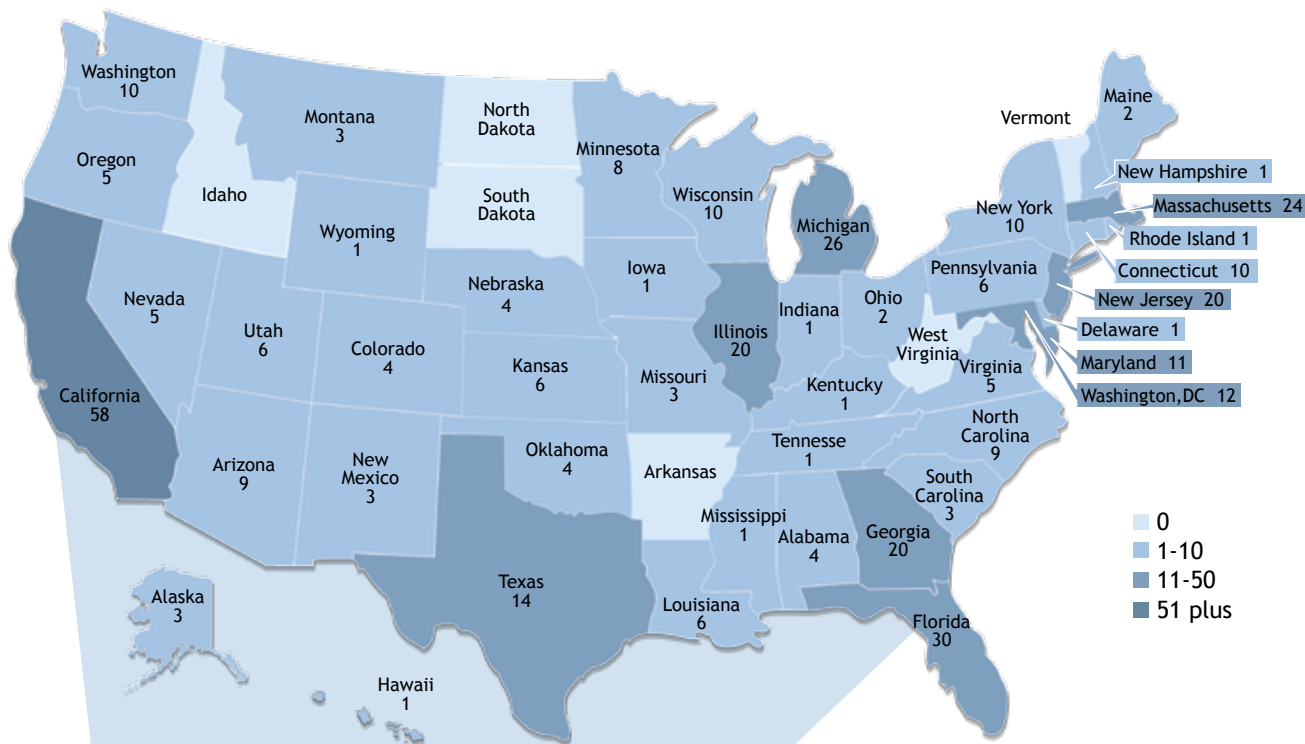 Washington
10
Oregon
5
Idaho
Montana
3
Wyoming
1
North
Dakota
South
Dakota
Minnesota
8
Wisconsin
10
Michigan
26
Vermont
Maine
2
New Hampshire 1
Massachusetts 24
New York
10
Rhode Island 1
Connecticut 10
Pennsylvania
6
New Jersey 20
Delaware 1
Maryland 11
Washington,DC 12
California
58
Nevada
5
Utah
6
Colorado
4
Nebraska
4
Kansas
6
Iowa
1
Missouri
3
Illinois
20
Indiana
1
Ohio
2
West
Virginia
Virginia
5
Kentucky
1
Tennesse
1
North
Carolina
9
South
Carolina
3
Arizona
9
New
Mexico
3
Oklahoma
4
Arkansas
Texas
14
Louisiana
6
Mississippi
1
Alabama
4
Georgia
20
Florida
30
Alaska
3
Hawaii
1
0
1-10
11-50
51 plus